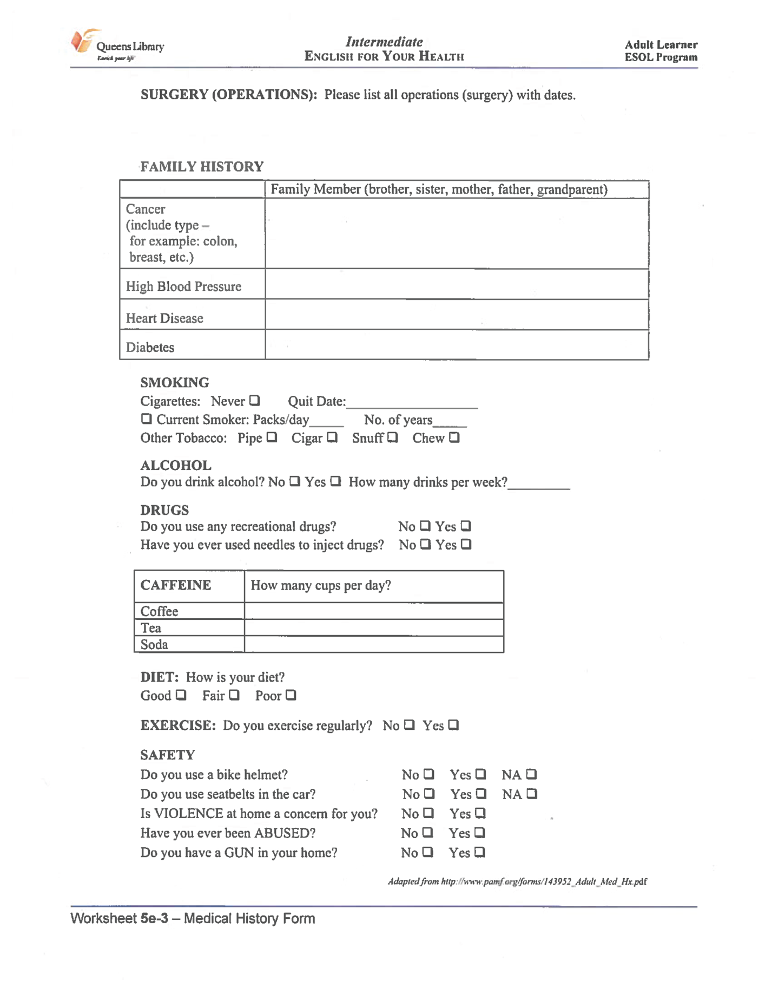 Queens Library
Enrich your life
Intermediate
ENGLISH FOR YOUR HEALTH
Adult Learner
ESOL Program
SURGERY (OPERATIONS): Please list all operations (surgery) with dates.
FAMILY HISTORY
Family Member (brother, sister, mother, father, grandparent)
Cancer
(include type –
for example: colon,
breast, etc.)
High Blood Pressure
Heart Disease
Diabetes
SMOKING
Cigarettes: Never ❑ Quit Date:___________________
❑ Current Smoker: Packs/day_____ No. of years_____
Other Tobacco: Pipe ❑ Cigar ❑ Snuff ❑ Chew ❑
ALCOHOL
Do you drink alcohol? No ❑ Yes ❑ How many drinks per week?_________
DRUGS
Do you use any recreational drugs? No ❑ Yes ❑
Have you ever used needles to inject drugs? No ❑ Yes ❑
CAFFEINE How many cups per day?
Coffee
Tea
Soda
DIET: How is your diet?
Good ❑ Fair ❑ Poor ❑
EXERCISE: Do you exercise regularly? No ❑ Yes ❑
SAFETY
Do you use a bike helmet? No ❑ Yes ❑ NA ❑
Do you use seatbelts in the car? No ❑ Yes ❑ NA ❑
Is VIOLENCE at home a concern for you? No ❑ Yes ❑
Have you ever been ABUSED? No ❑ Yes ❑
Do you have a GUN in your home? No ❑ Yes ❑
Adapted from http://www.pamf.org/forms/143952_Adult_Med_Hx.pdf
Worksheet 5e-3 – Medical History Form